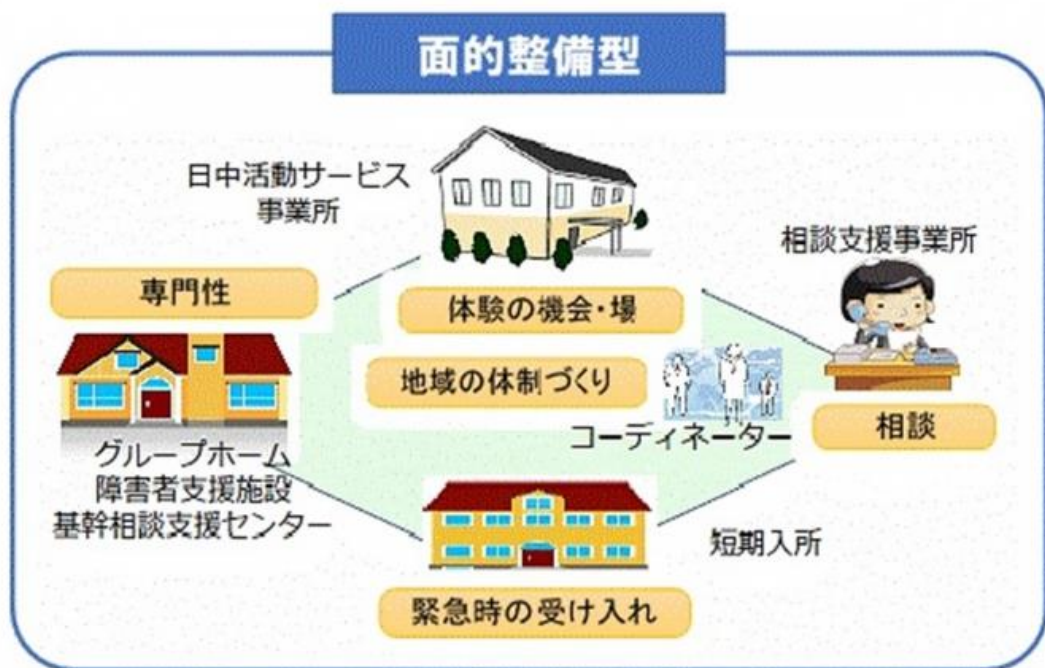 面的整備型
日中活動サービス
事業所
相談支援事業所
専門性
体験の機会・場
地域の体制づくり
コーディネーター
相談
グループホーム
障害者支援施設
基幹相談支援センター
短期入所
緊急時の受け入れ